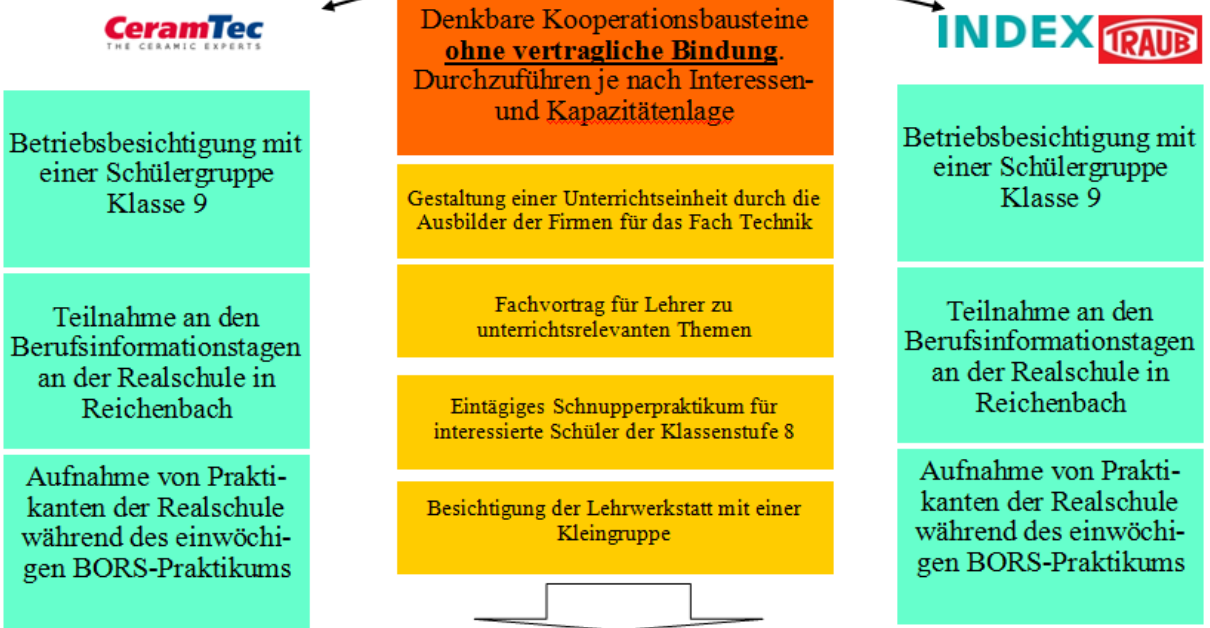 CeramTec
THE CERAMIC EXPERTS
Betriebsbesichtigung mit
einer Schülergruppe
Klasse 9
Teilnahme an den
Berufsinformationstagen
an der Realschule in
Reichenbach
Aufnahme von Prakti-
kanten der Realschule
während des einwöchi-
gen BORS-Praktikums
Denkbare Kooperationsbausteine
ohne vertragliche Bindung.
Durchzuführen je nach Interessen-
und Kapazitätenlage
Gestaltung einer Unterrichtseinheit durch die
Ausbilder der Firmen für das Fach Technik
Fachvortrag für Lehrer zu
unterrichtsrelevanten Themen
Eintägiges Schnupperpraktikum für
interessierte Schüler der Klassenstufe 8
Besichtigung der Lehrwerkstatt mit einer
Kleingruppe
INDEX TRAUB
Betriebsbesichtigung mit
einer Schülergruppe
Klasse 9
Teilnahme an den
Berufsinformationstagen
an der Realschule in
Reichenbach
Aufnahme von Prakti-
kanten der Realschule
während des einwöchi-
gen BORS-Praktikums